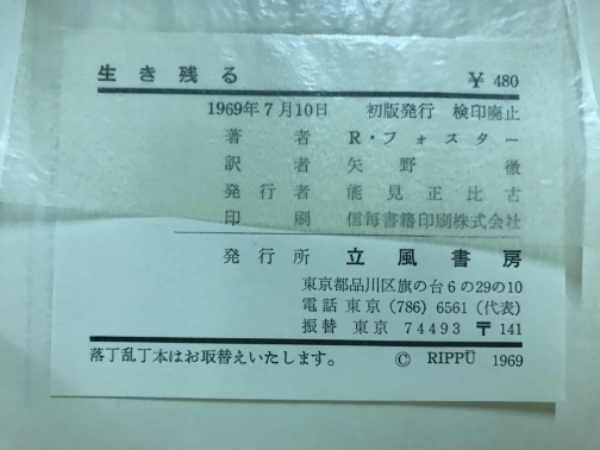 生き残る ¥ 480
1969年7月10日 初版発行 検印廃止
著者 R・フォスター
訳者 矢野徹
発行者 能見正比古
印刷 信毎書籍印刷株式会社
発行所 立風書房
東京都品川区旗の台6の29の10
電話 東京 (786) 6561 (代表)
振替 東京 74493 〒141
落丁乱丁本はお取替えいたします。 © RIPPŪ 1969